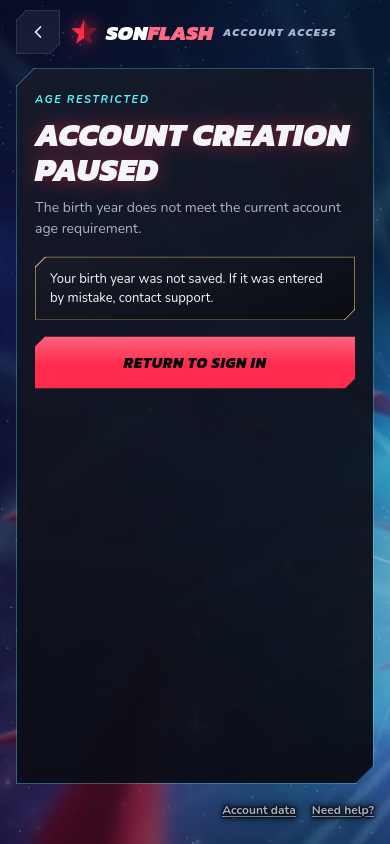 SONFLASH ACCOUNT ACCESS
AGE RESTRICTED
ACCOUNT CREATION
PAUSED
The birth year does not meet the current account
age requirement.
Your birth year was not saved. If it was entered
by mistake, contact support.
RETURN TO SIGN IN
Account data Need help?